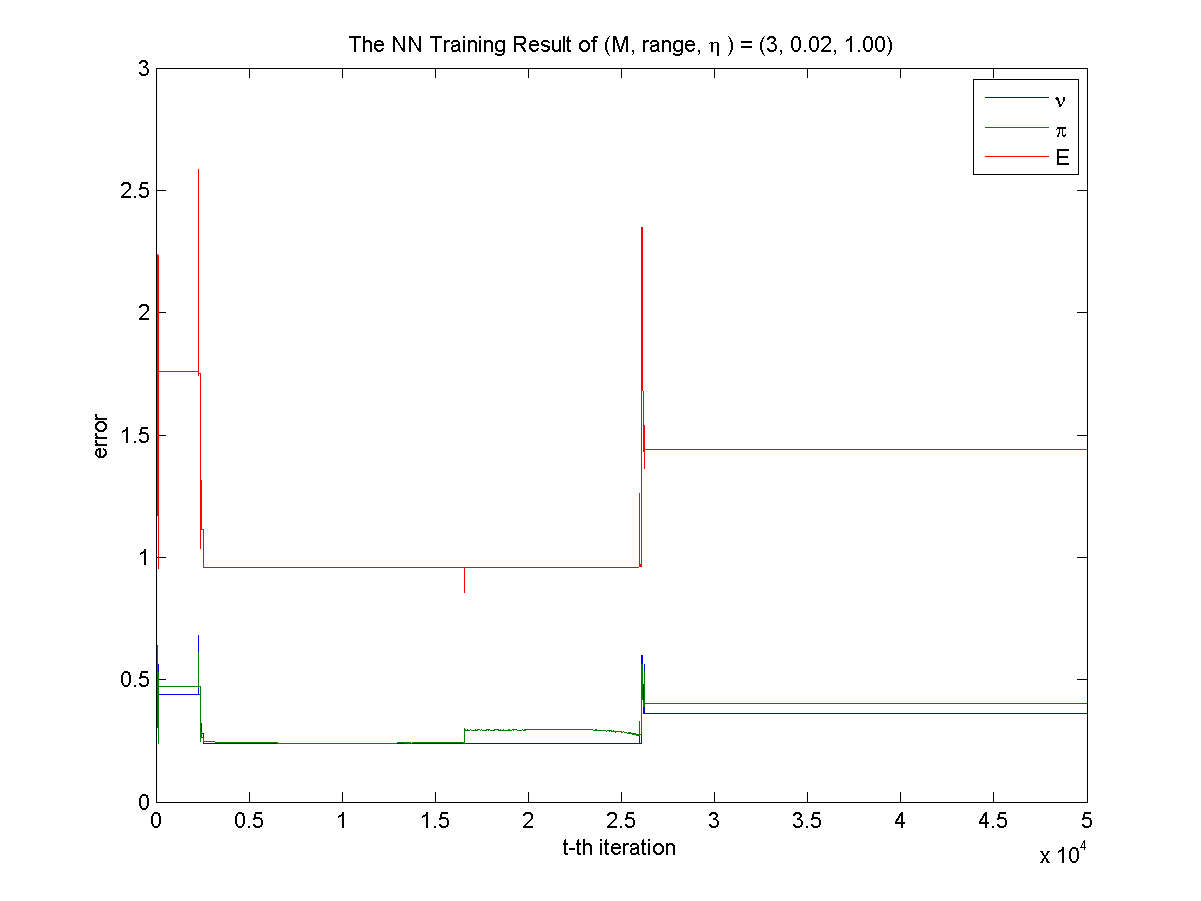 The NN Training Result of (M, range, η ) = (3, 0.02, 1.00)
3
2.5
2
1.5
1
0.5
0
error
ν
π
E
0 0.5 1 1.5 2 2.5 3 3.5 4 4.5 5
t-th iteration
x 10⁴